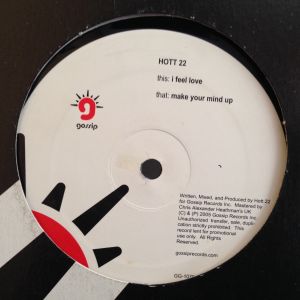 HOTT 22
this: i feel love
that: make your mind up
gossip
Written, Mixed, and Produced by Hott 22
for Gossip Records Inc. Mastered by
Chris Alexander Heathman's UK
(C) & (P) 2005 Gossip Records Inc
Unauthorized transfer, sale, dupli-
cation strictly prohibited. This
record lent for promotional
use only. All Rights
Reserved.
gossiprecords.com